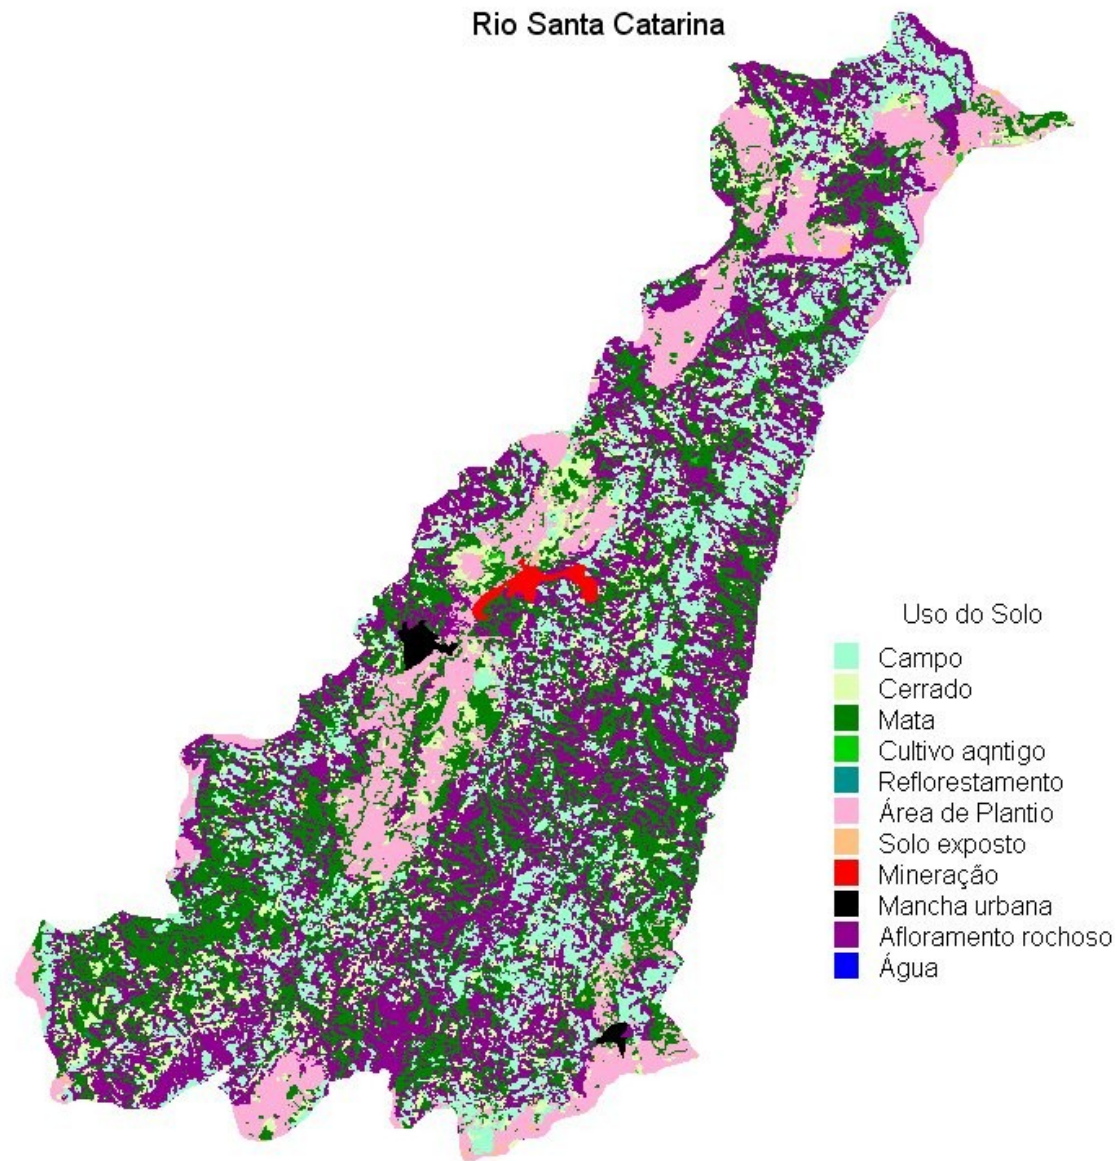 Rio Santa Catarina
Uso do Solo
Campo
Cerrado
Mata
Cultivo aqntigo
Reflorestamento
Área de Plantio
Solo exposto
Mineração
Mancha urbana
Afloramento rochoso
Água